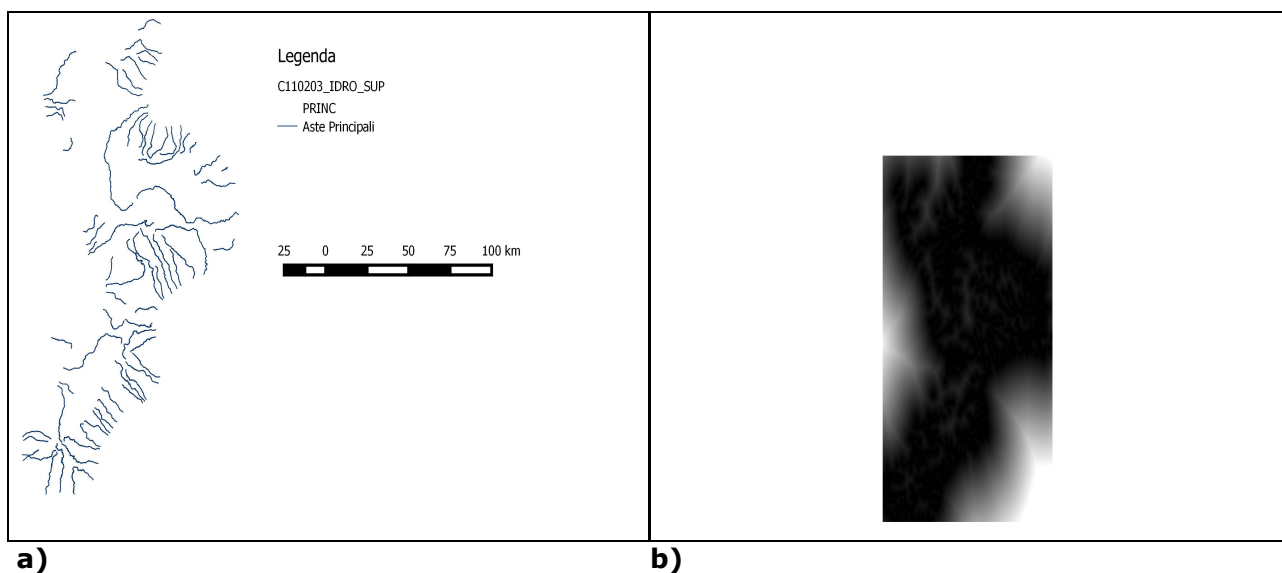 Legenda
C110203_IDRO_SUP
PRINC
Aste Principali
25 0 25 50 75 100 km
a)
b)